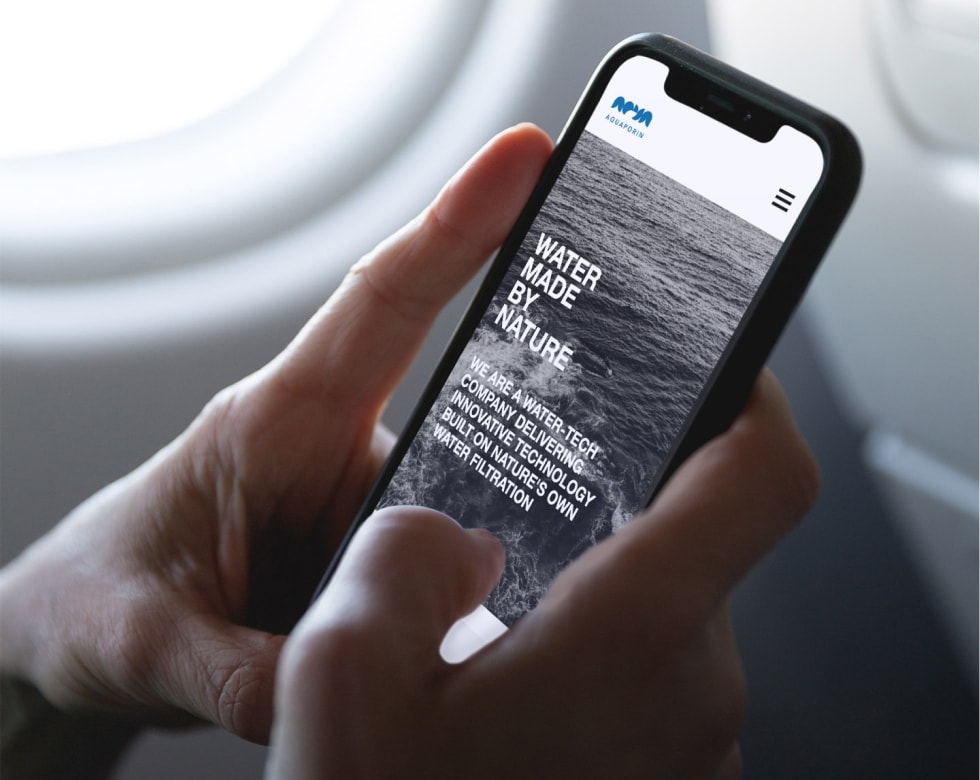 AQUAPORIN
WATER
MADE
BY
NATURE
WE ARE A WATER-TECH
COMPANY DELIVERING
INNOVATIVE TECHNOLOGY
BUILT ON NATURE'S OWN
WATER FILTRATION